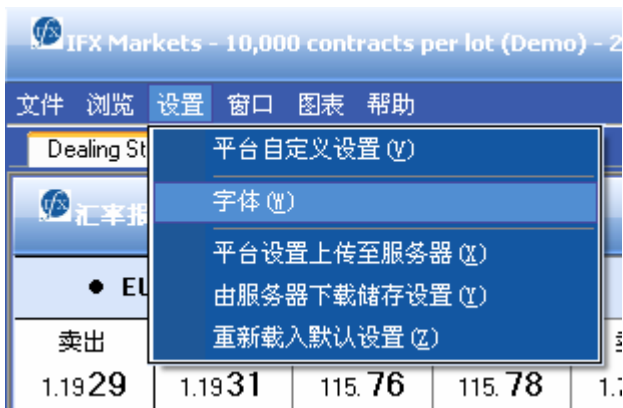 ifx IFX Markets - 10,000 contracts per lot (Demo) - 2
文件 浏览 设置 窗口 图表 帮助
Dealing St
平台自定义设置(V)
ifx 汇率报
字体(W)
平台设置上传至服务器(X)
● EU
由服务器下载储存设置(Y)
卖出
重新载入默认设置(Z)
1.1929 1.1931 115.76 115.78 1.